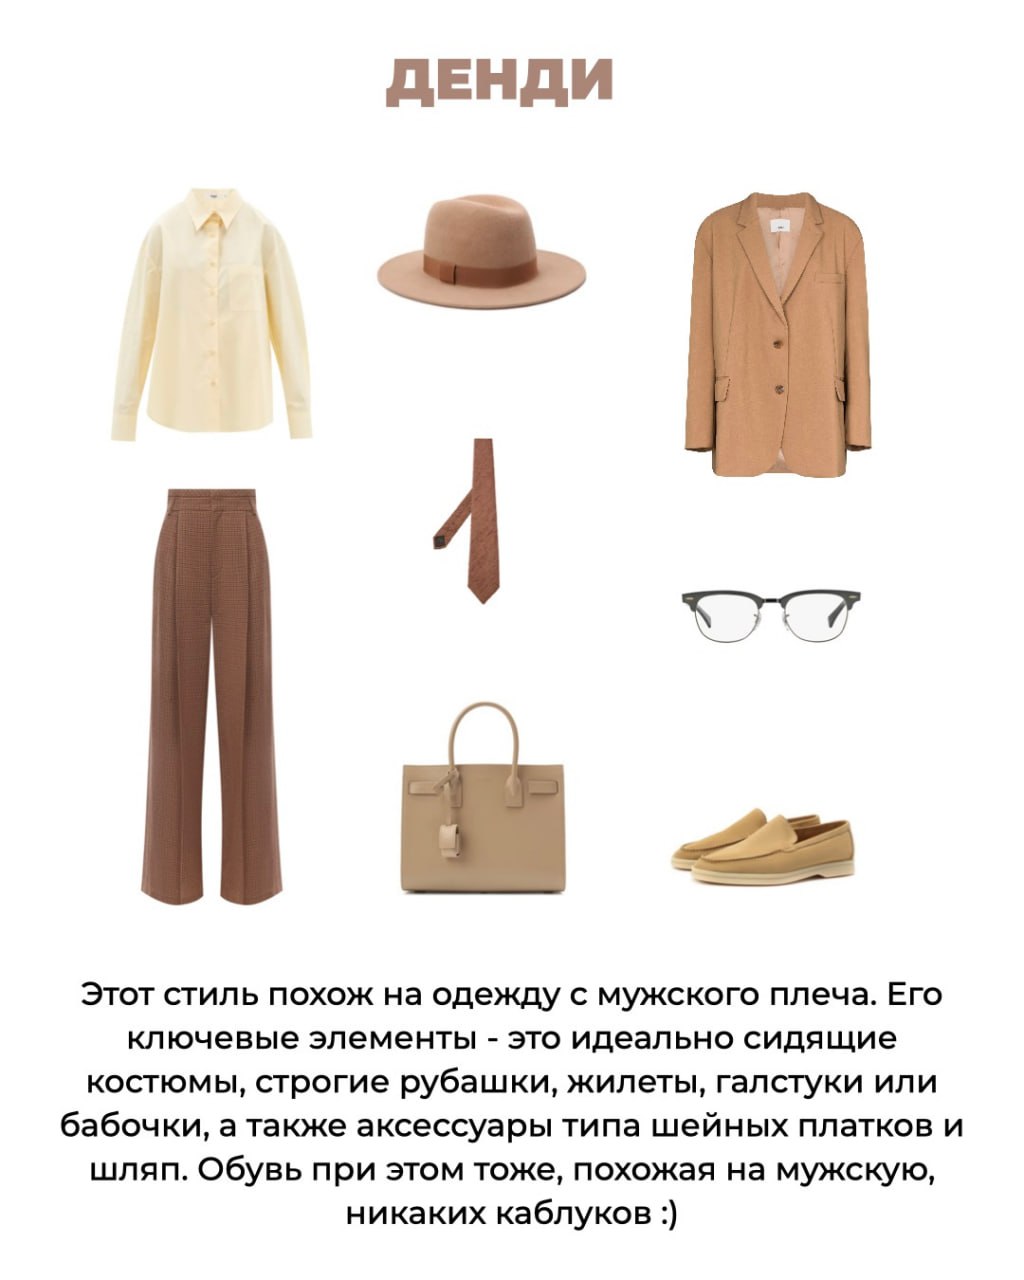 ДЕНДИ
Этот стиль похож на одежду с мужского плеча. Его
ключевые элементы - это идеально сидящие
костюмы, строгие рубашки, жилеты, галстуки или
бабочки, а также аксессуары типа шейных платков и
шляп. Обувь при этом тоже, похожая на мужскую,
никаких каблуков :)